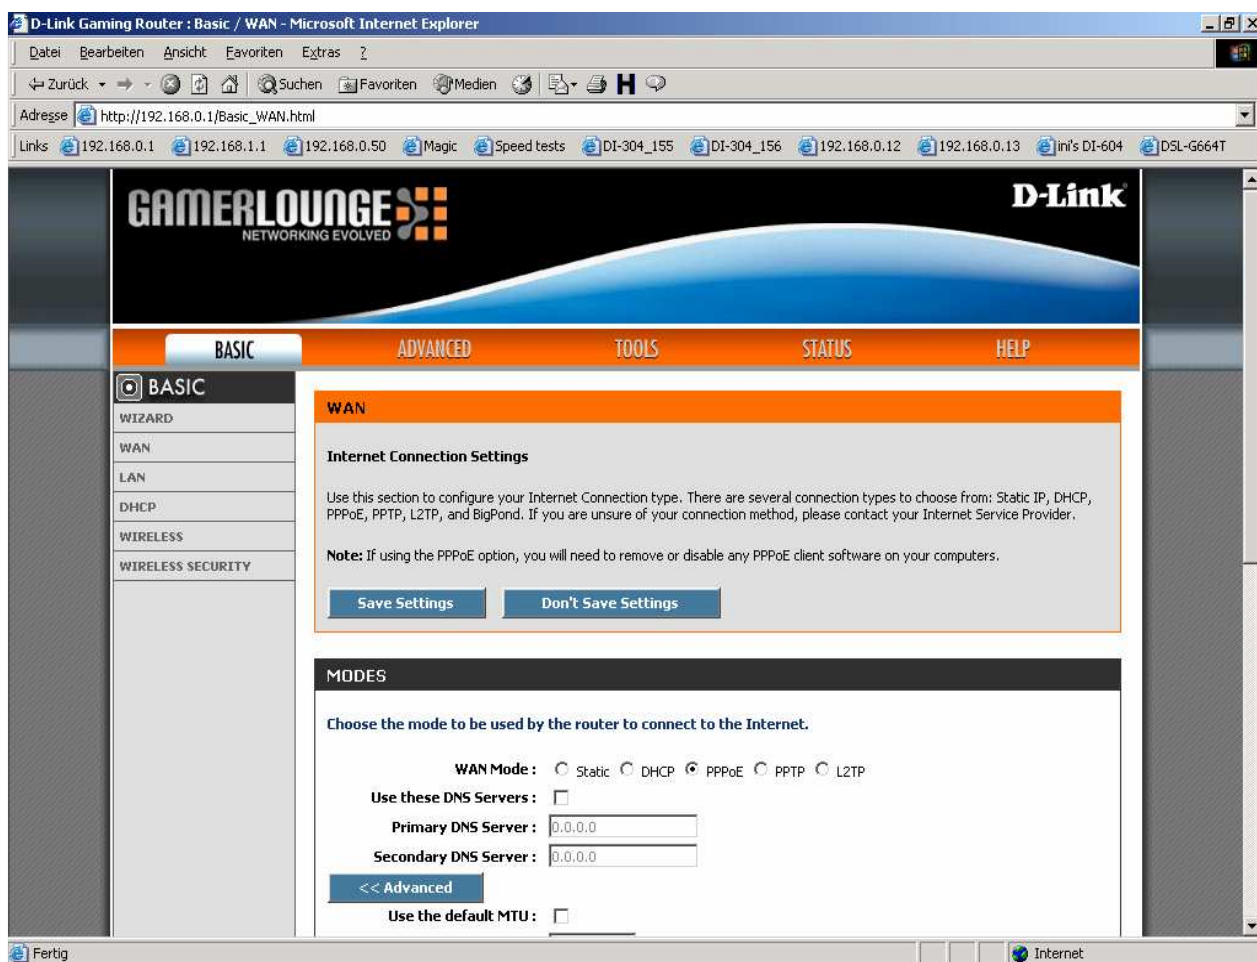 D-Link Gaming Router : Basic / WAN - Microsoft Internet Explorer
Datei Bearbeiten Ansicht Favoriten Extras ?
Zurück Suchen Favoriten Medien H
Adresse http://192.168.0.1/Basic_WAN.html
Links 192.168.0.1 192.168.1.1 192.168.0.50 Magic Speed tests DI-304_155 DI-304_156 192.168.0.12 192.168.0.13 ini's DI-604 DSL-G664T
GAMERLOUNGE
NETWORKING EVOLVED
D-Link
BASIC ADVANCED TOOLS STATUS HELP
BASIC
WIZARD
WAN
LAN
DHCP
WIRELESS
WIRELESS SECURITY
WAN
Internet Connection Settings
Use this section to configure your Internet Connection type. There are several connection types to choose from: Static IP, DHCP,
PPPoE, PPTP, L2TP, and BigPond. If you are unsure of your connection method, please contact your Internet Service Provider.
Note: If using the PPPoE option, you will need to remove or disable any PPPoE client software on your computers.
Save Settings Don't Save Settings
MODES
Choose the mode to be used by the router to connect to the Internet.
WAN Mode : Static DHCP PPPoE PPTP L2TP
Use these DNS Servers :
Primary DNS Server : 0.0.0.0
Secondary DNS Server : 0.0.0.0
<< Advanced
Use the default MTU :
Fertig Internet